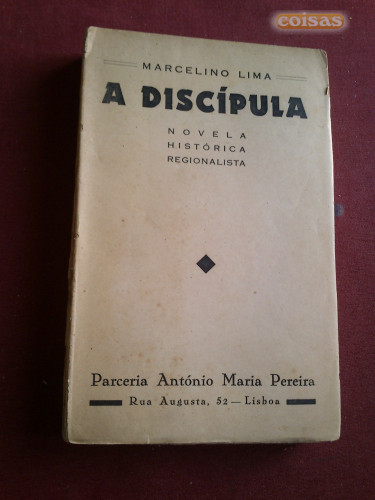 coisas
MARCELINO LIMA
A DISCÍPULA
NOVELA
HISTÓRICA
REGIONALISTA
Parceria António Maria Pereira
Rua Augusta, 52 — Lisboa